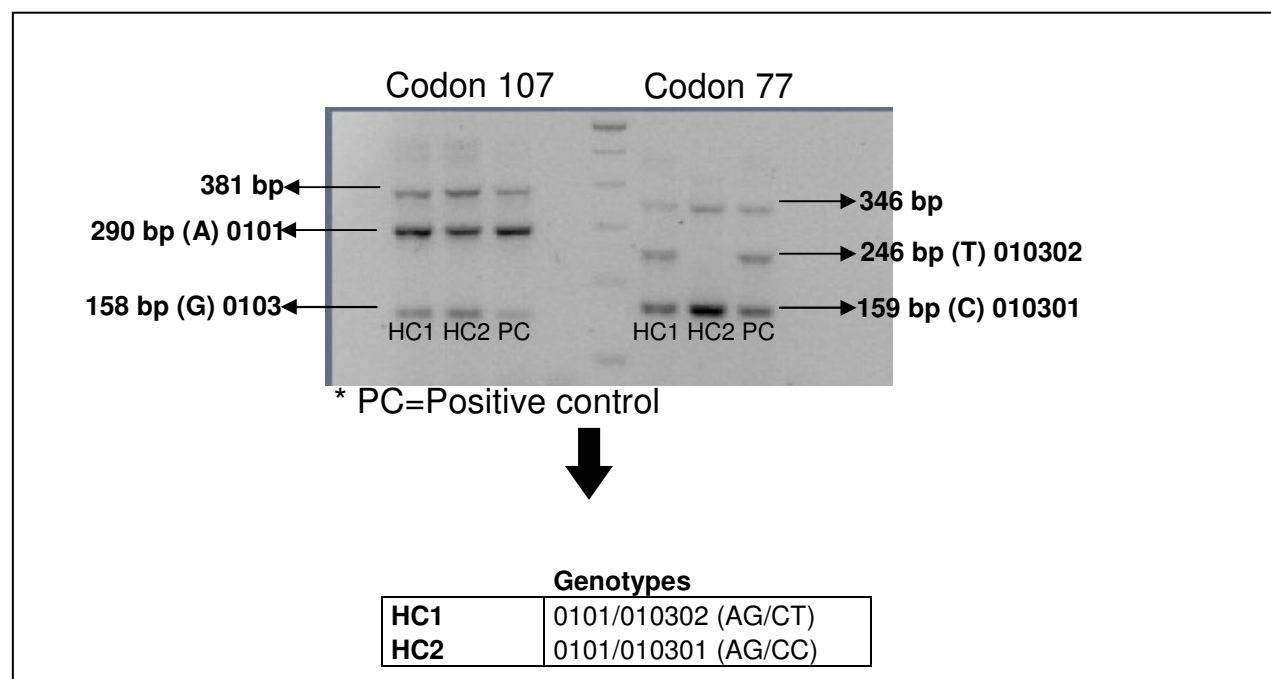 Codon 107 Codon 77
381 bp
290 bp (A) 0101
158 bp (G) 0103
346 bp
246 bp (T) 010302
159 bp (C) 010301
HC1 HC2 PC
HC1 HC2 PC
* PC=Positive control
Genotypes
HC1 0101/010302 (AG/CT)
HC2 0101/010301 (AG/CC)